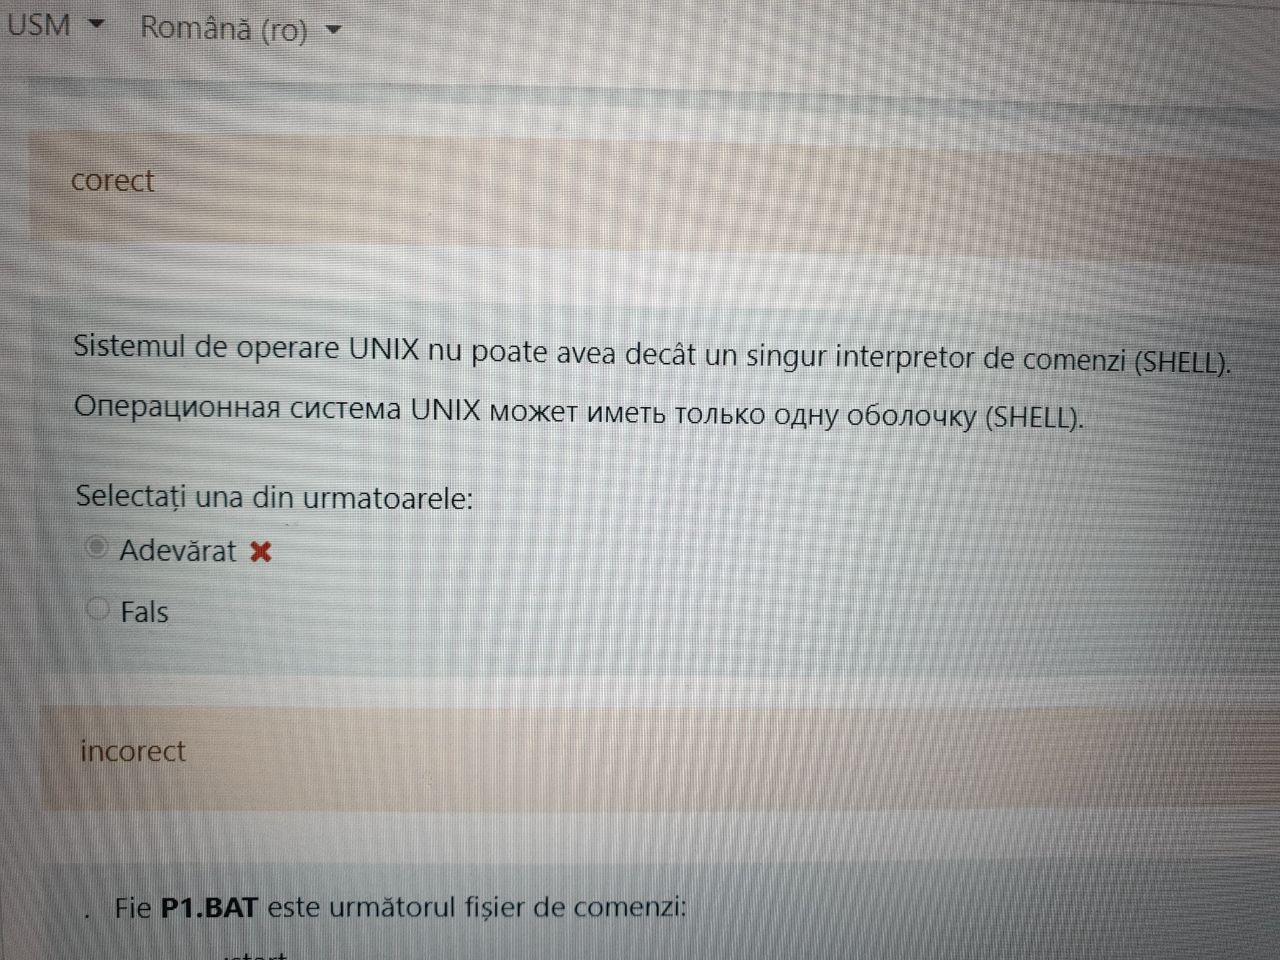 USM Română (ro)
corect
Sistemul de operare UNIX nu poate avea decât un singur interpretor de comenzi (SHELL).
Операционная система UNIX может иметь только одну оболочку (SHELL).
Selectați una din urmatoarele:
Adevărat
Fals
incorect
. Fie P1.BAT este următorul fișier de comenzi: